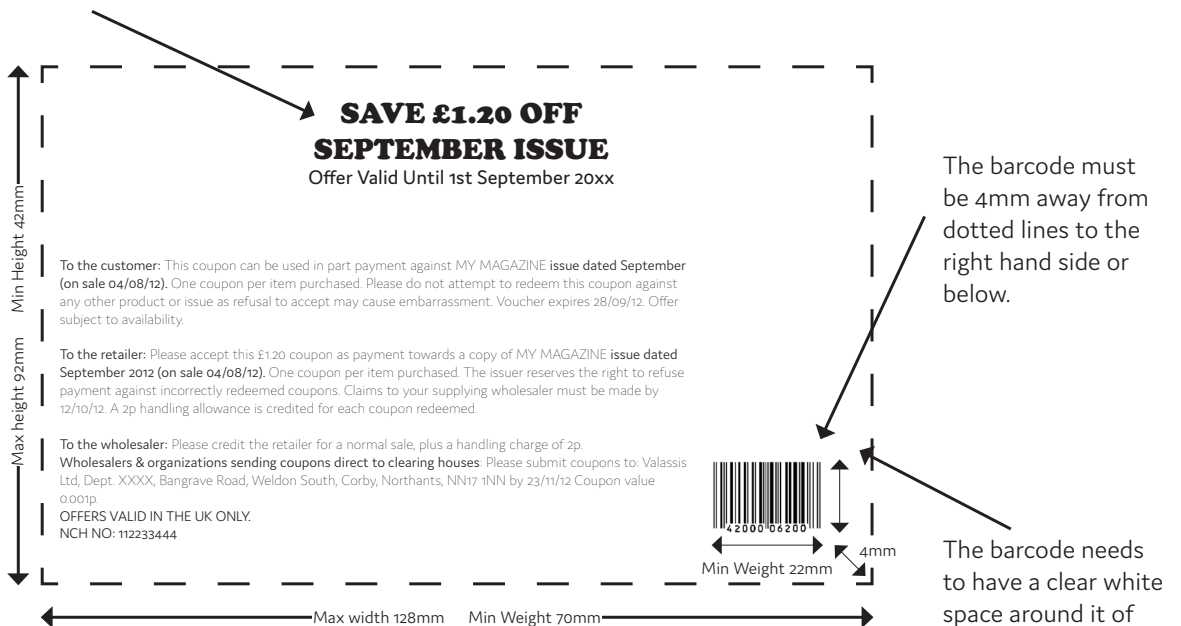 SAVE £1.20 OFF
SEPTEMBER ISSUE
Offer Valid Until 1st September 20xx
Max height 92mm Min Height 42mm
To the customer: This coupon can be used in part payment against MY MAGAZINE issue dated September
(on sale 04/08/12). One coupon per item purchased. Please do not attempt to redeem this coupon against
any other product or issue as refusal to accept may cause embarrassment. Voucher expires 28/09/12. Offer
subject to availability.
To the retailer: Please accept this £1.20 coupon as payment towards a copy of MY MAGAZINE issue dated
September 2012 (on sale 04/08/12). One coupon per item purchased. The issuer reserves the right to refuse
payment against incorrectly redeemed coupons. Claims to your supplying wholesaler must be made by
12/10/12. A 2p handling allowance is credited for each coupon redeemed.
To the wholesaler: Please credit the retailer for a normal sale, plus a handling charge of 2p.
Wholesalers & organizations sending coupons direct to clearing houses: Please submit coupons to: Valassis
Ltd, Dept. XXXX, Bangrave Road, Weldon South, Corby, Northants, NN17 1NN by 23/11/12 Coupon value
0.001p.
OFFERS VALID IN THE UK ONLY.
NCH NO: 112233444
42000 06200
4mm
Min Weight 22mm
Max width 128mm Min Weight 70mm
The barcode must
be 4mm away from
dotted lines to the
right hand side or
below.
The barcode needs
to have a clear white
space around it of